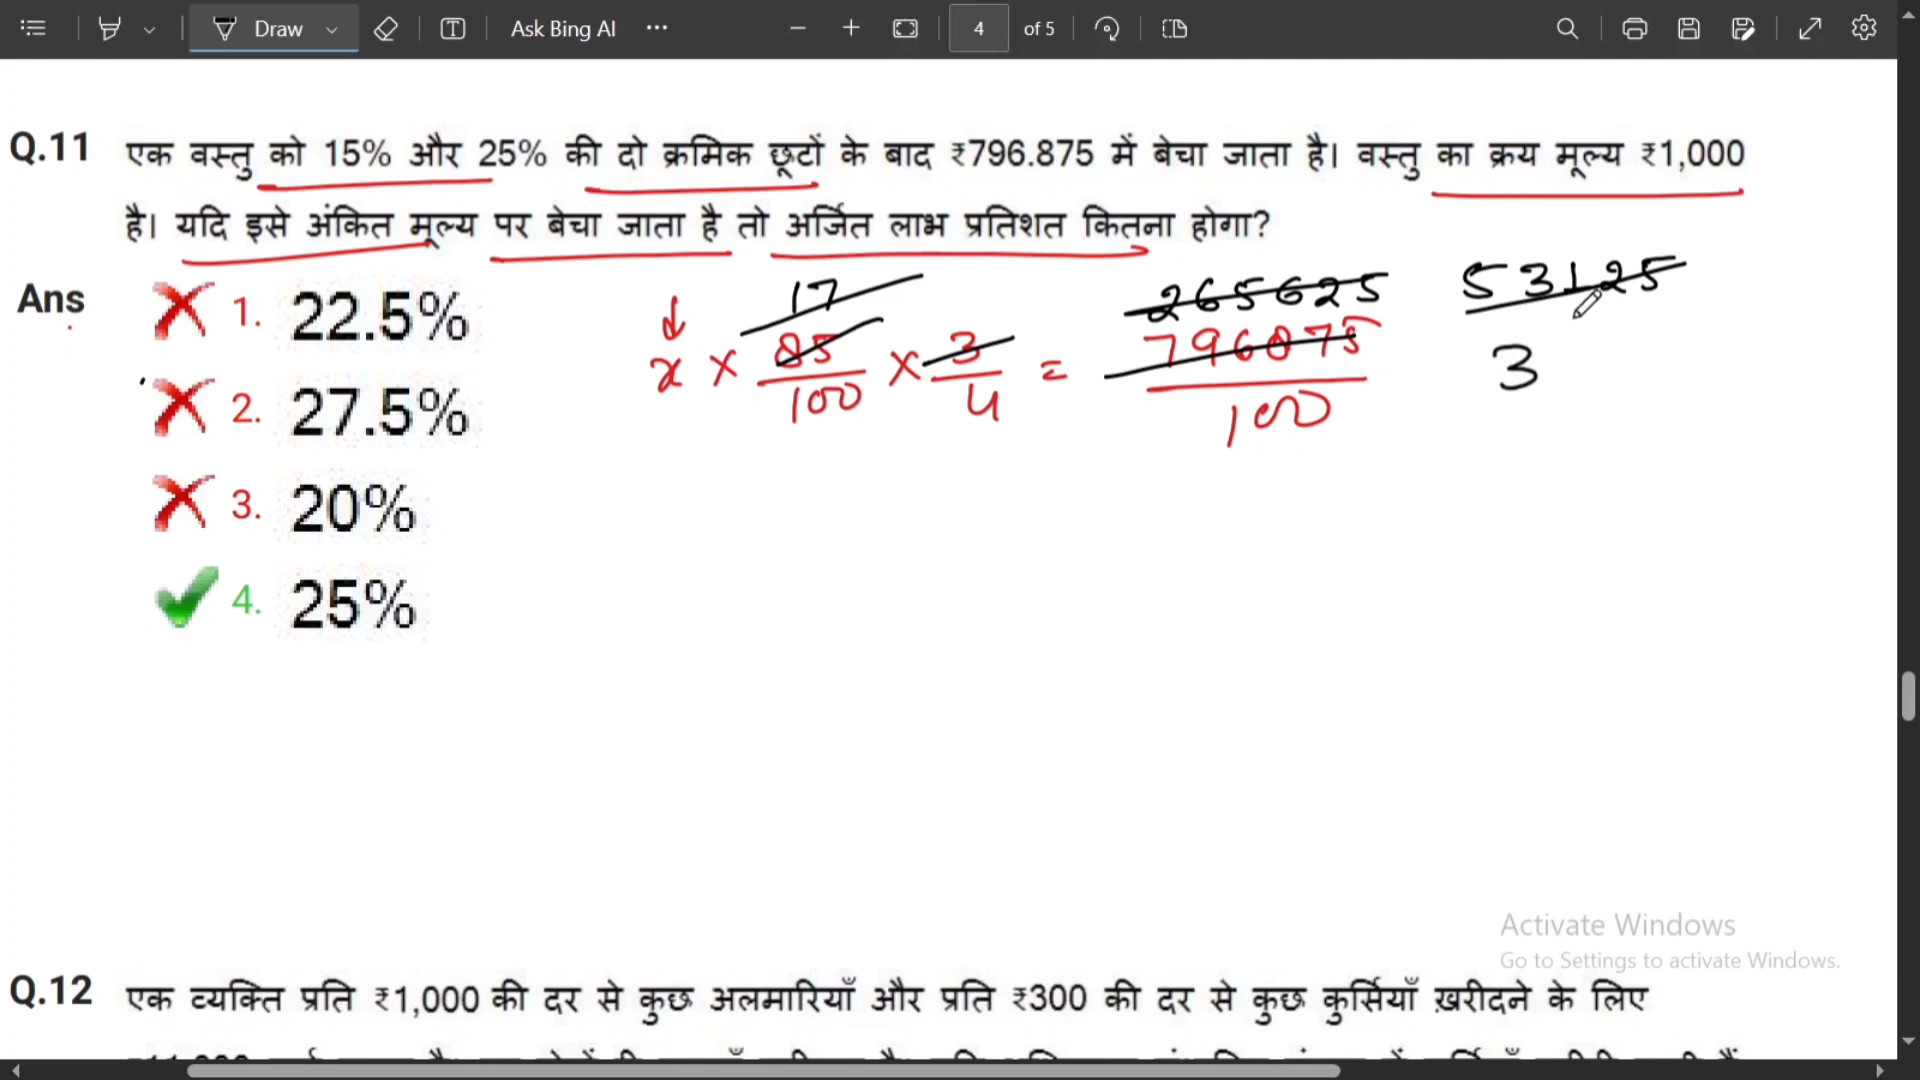 Draw
Ask Bing AI
4 of 5
Q.11 एक वस्तु को 15% और 25% की दो क्रमिक छूटों के बाद ₹796.875 में बेचा जाता है। वस्तु का क्रय मूल्य ₹1,000
है। यदि इसे अंकित मूल्य पर बेचा जाता है तो अर्जित लाभ प्रतिशत कितना होगा?
Ans
1. 22.5%
2. 27.5%
3. 20%
4. 25%
17 265625 53125
x × 85/100 × 3/4 = 796875/100
3
Activate Windows
Go to Settings to activate Windows.
Q.12 एक व्यक्ति प्रति ₹1,000 की दर से कुछ अलमारियाँ और प्रति ₹300 की दर से कुछ कुर्सियाँ ख़रीदने के लिए